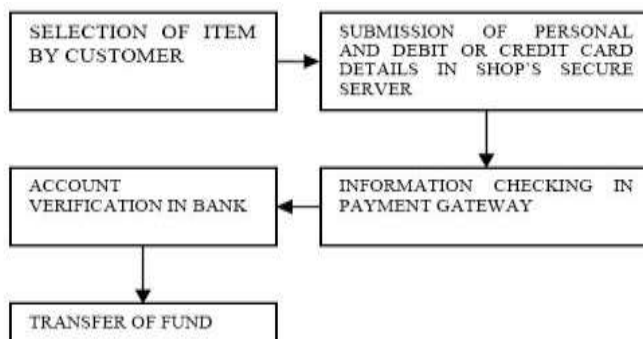 SELECTION OF ITEM
BY CUSTOMER
SUBMISSION OF PERSONAL
AND DEBIT OR CREDIT CARD
DETAILS IN SHOP'S SECURE
SERVER
INFORMATION CHECKING IN
PAYMENT GATEWAY
ACCOUNT
VERIFICATION IN BANK
TRANSFER OF FUND